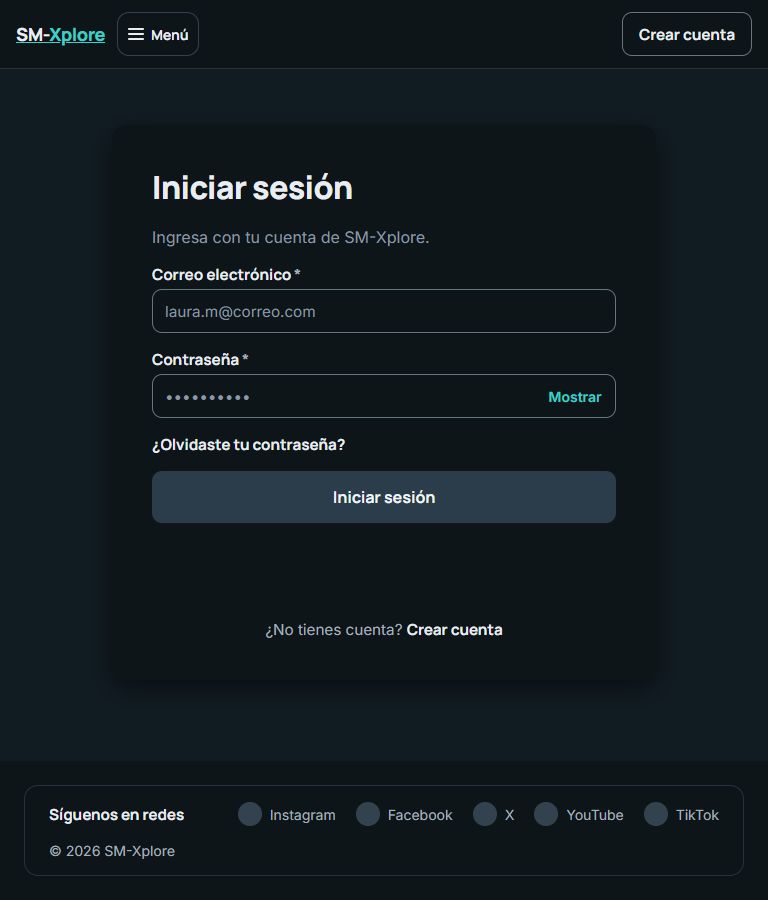 SM-Xplore
Menú
Crear cuenta
Iniciar sesión
Ingresa con tu cuenta de SM-Xplore.
Correo electrónico *
laura.m@correo.com
Contraseña *
••••••••••
Mostrar
¿Olvidaste tu contraseña?
Iniciar sesión
¿No tienes cuenta? Crear cuenta
Síguenos en redes
Instagram
Facebook
X
YouTube
TikTok
© 2026 SM-Xplore